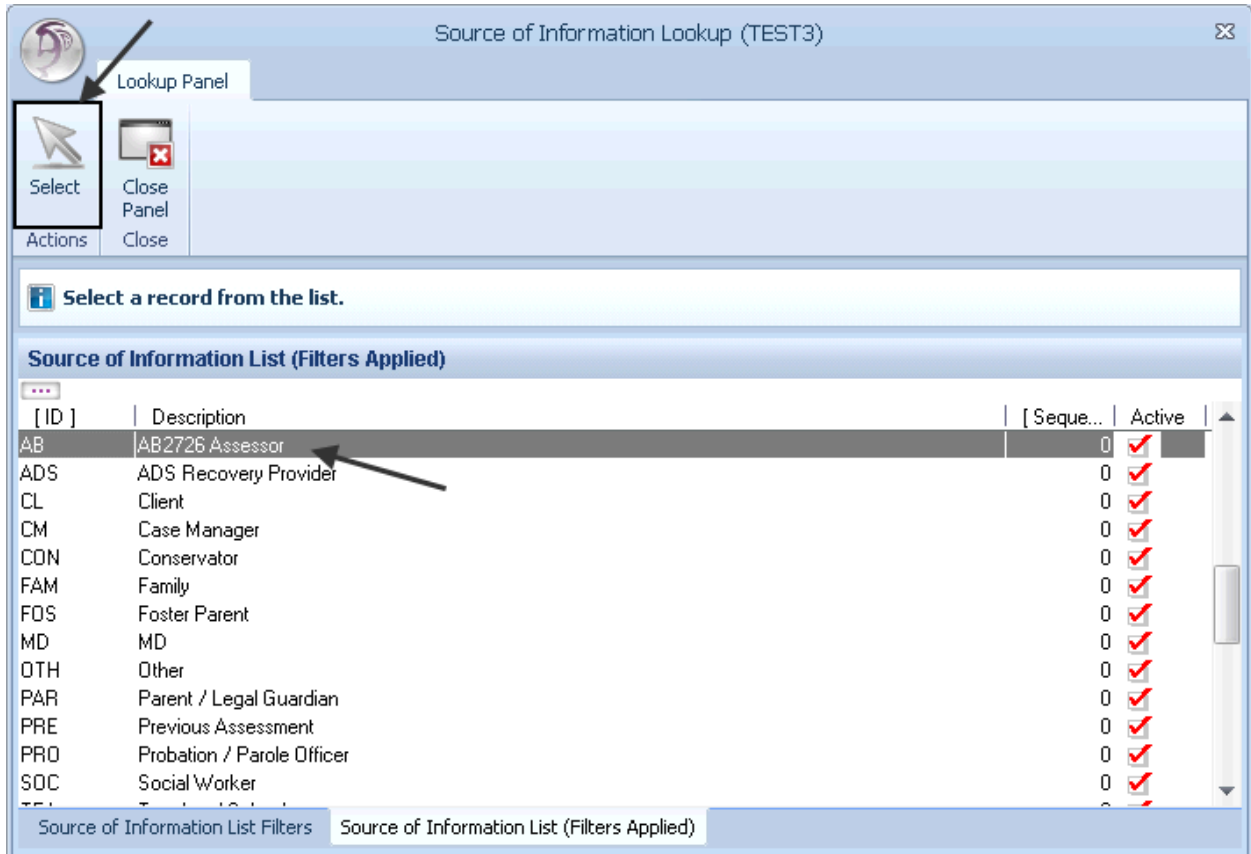 Source of Information Lookup (TEST3)
Lookup Panel
Select
Close Panel
Actions
Close
Select a record from the list.
Source of Information List (Filters Applied)
[ ID ] Description [ Seque... Active
AB AB2726 Assessor 0
ADS ADS Recovery Provider 0
CL Client 0
CM Case Manager 0
CON Conservator 0
FAM Family 0
FOS Foster Parent 0
MD MD 0
OTH Other 0
PAR Parent / Legal Guardian 0
PRE Previous Assessment 0
PRO Probation / Parole Officer 0
SOC Social Worker 0
Source of Information List Filters Source of Information List (Filters Applied)